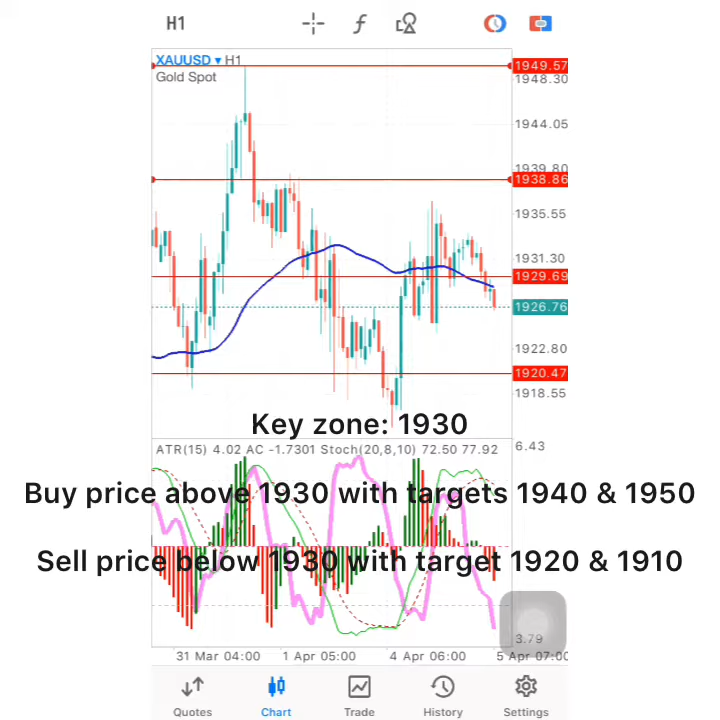 H1
XAUUSD ▾ H1
Gold Spot
1949.57
1948.30
1944.05
1939.80
1938.86
1935.55
1931.30
1929.69
1926.76
1922.80
1920.47
1918.55
Key zone: 1930
ATR(15) 4.02 AC -1.7301 Stoch(20,8,10) 72.50 77.92
6.43
Buy price above 1930 with targets 1940 & 1950
Sell price below 1930 with target 1920 & 1910
3.79
31 Mar 04:00 1 Apr 05:00 4 Apr 06:00 5 Apr 07:00
Quotes Chart Trade History Settings